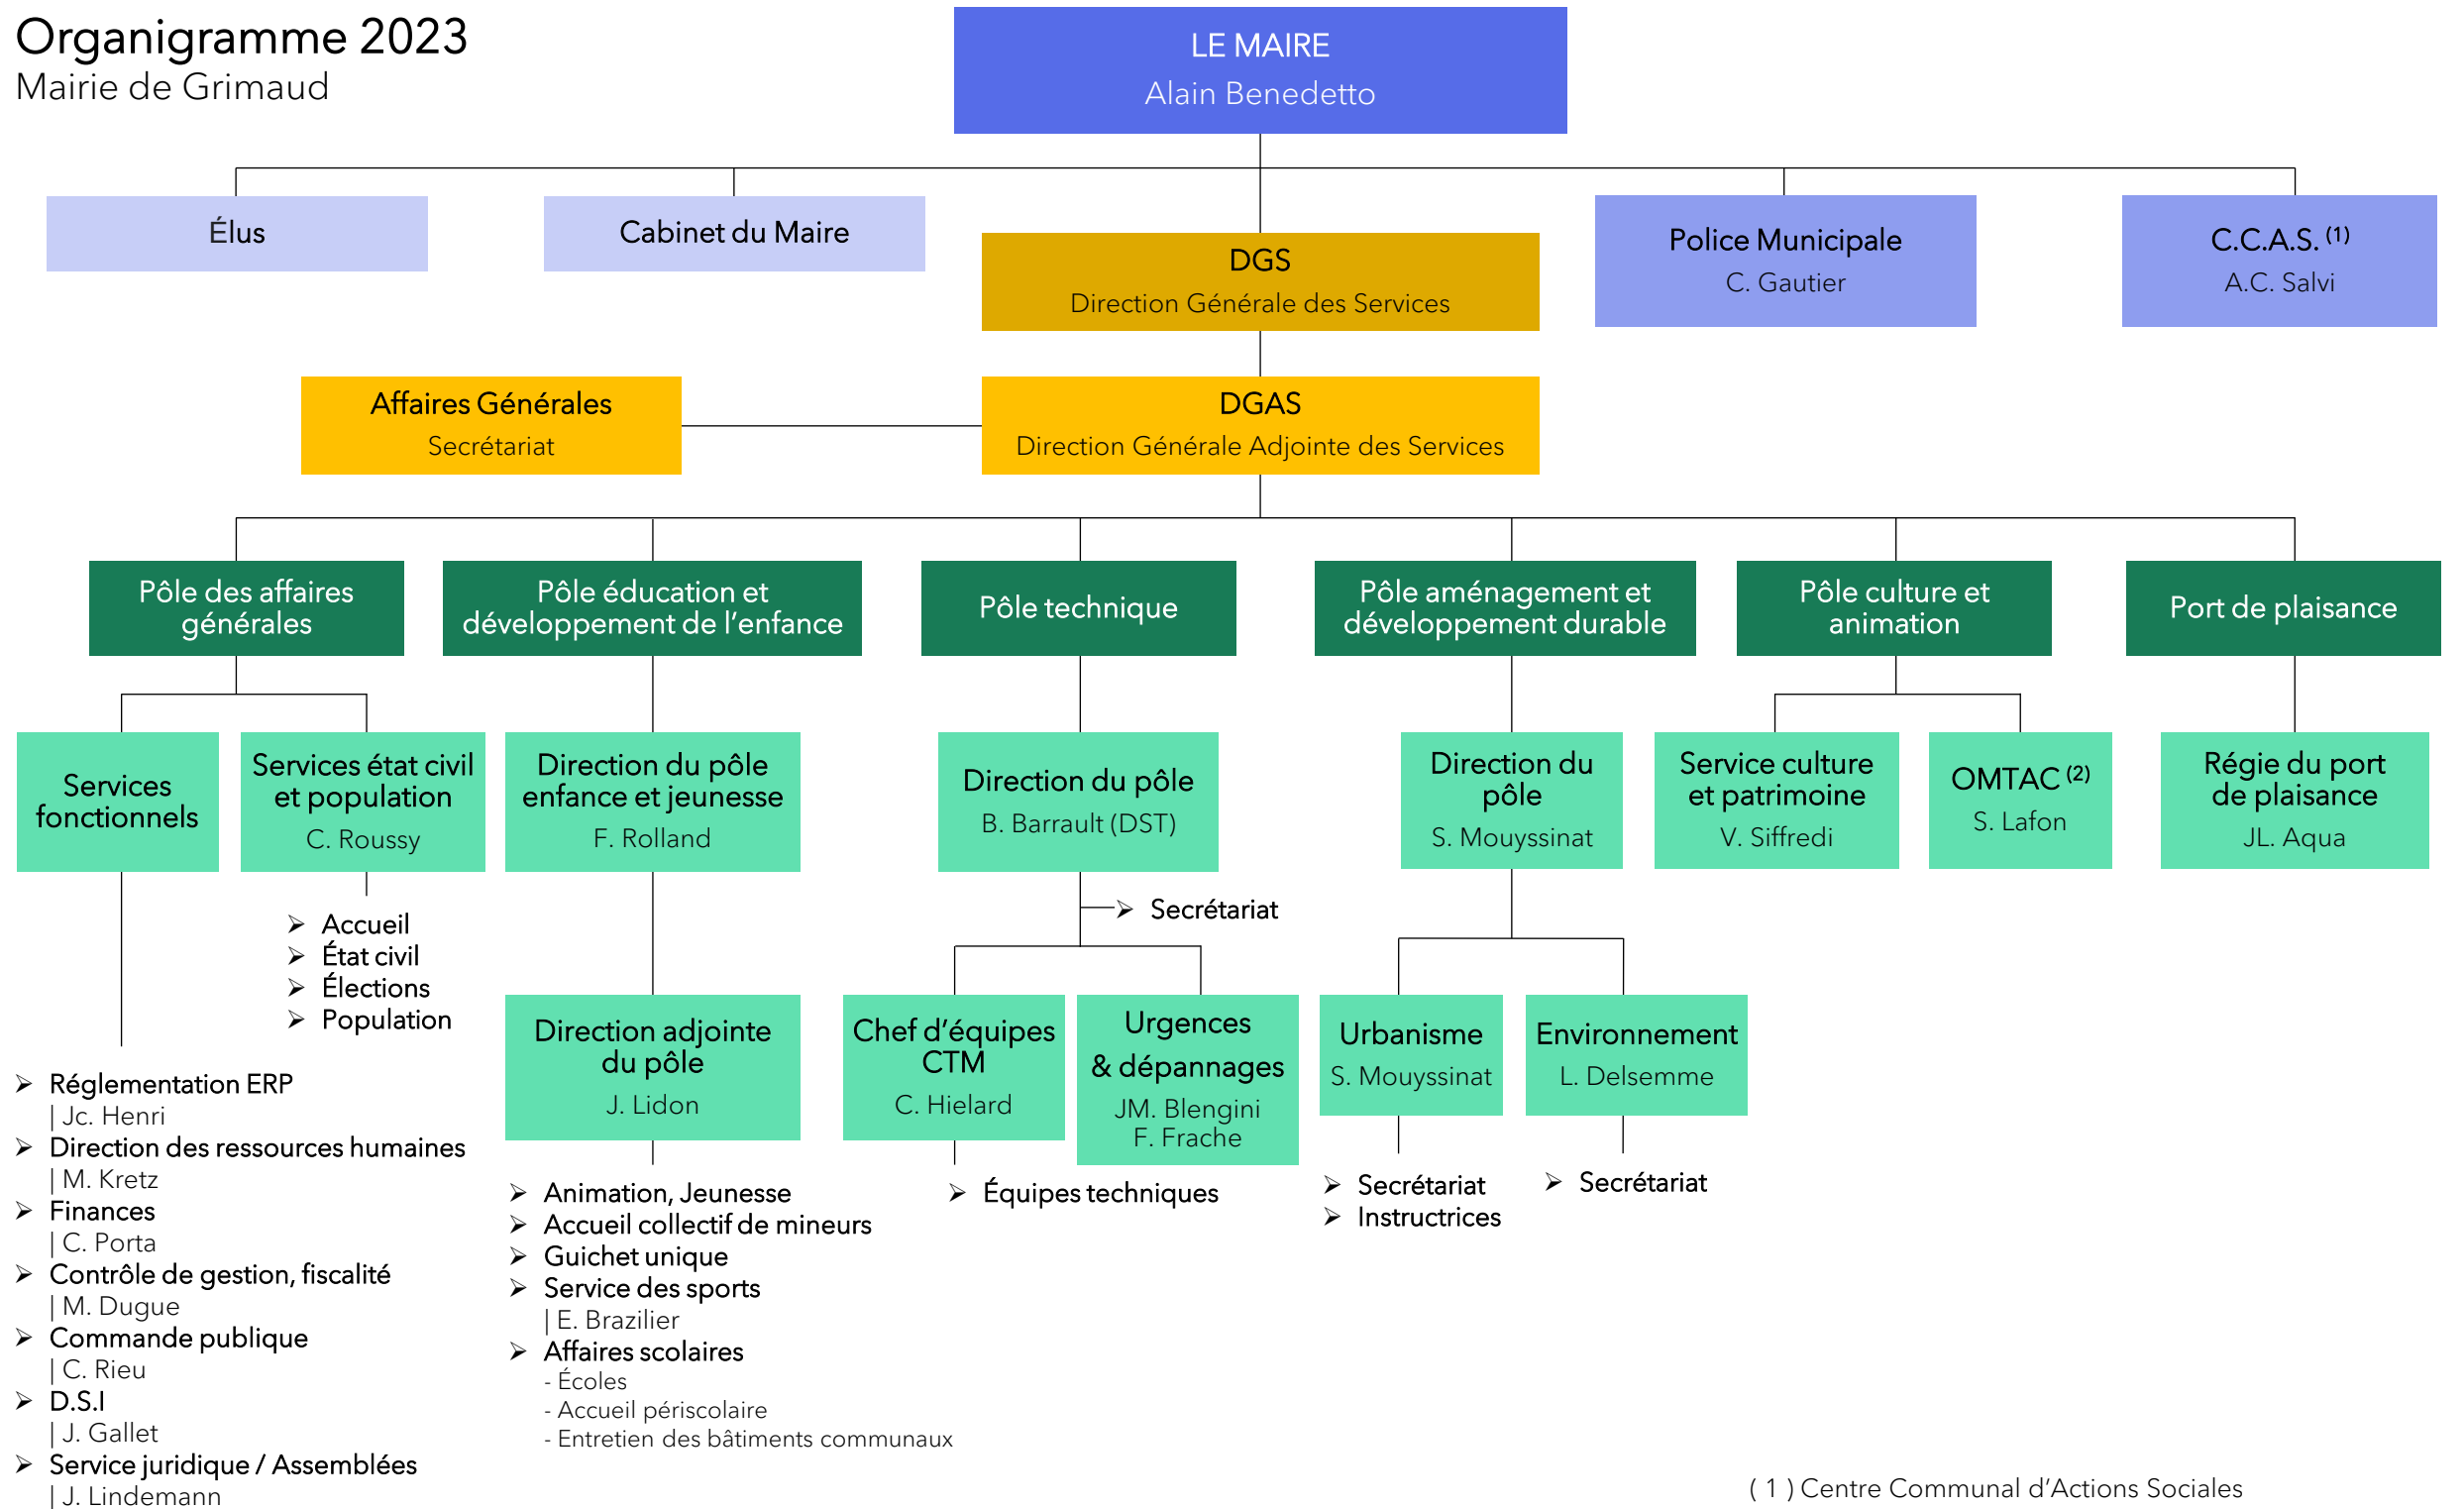 Organigramme 2023
Mairie de Grimaud
LE MAIRE
Alain Benedetto
Élus
Cabinet du Maire
DGS
Direction Générale des Services
Police Municipale
C. Gautier
C.C.A.S. (1)
A.C. Salvi
Affaires Générales
Secrétariat
DGAS
Direction Générale Adjointe des Services
Pôle des affaires
générales
Pôle éducation et
développement de l’enfance
Pôle technique
Pôle aménagement et
développement durable
Pôle culture et
animation
Port de plaisance
Services
fonctionnels
Services état civil
et population
C. Roussy
Direction du pôle
enfance et jeunesse
F. Rolland
Direction du pôle
B. Barrault (DST)
Direction du
pôle
S. Mouyssinat
Service culture
et patrimoine
V. Siffredi
OMTAC (2)
S. Lafon
Régie du port
de plaisance
JL. Aqua
➢ Accueil
➢ État civil
➢ Élections
➢ Population
➢ Secrétariat
Direction adjointe
du pôle
J. Lidon
Chef d’équipes
CTM
C. Hielard
Urgences
& dépannages
JM. Blengini
F. Frache
Urbanisme
S. Mouyssinat
Environnement
L. Delsemme
➢ Réglementation ERP
| Jc. Henri
➢ Direction des ressources humaines
| M. Kretz
➢ Finances
| C. Porta
➢ Contrôle de gestion, fiscalité
| M. Dugue
➢ Commande publique
| C. Rieu
➢ D.S.I
| J. Gallet
➢ Service juridique / Assemblées
| J. Lindemann
➢ Animation, Jeunesse
➢ Accueil collectif de mineurs
➢ Guichet unique
➢ Service des sports
| E. Brazilier
➢ Affaires scolaires
- Écoles
- Accueil périscolaire
- Entretien des bâtiments communaux
➢ Équipes techniques
➢ Secrétariat
➢ Instructrices
➢ Secrétariat
( 1 ) Centre Communal d’Actions Sociales